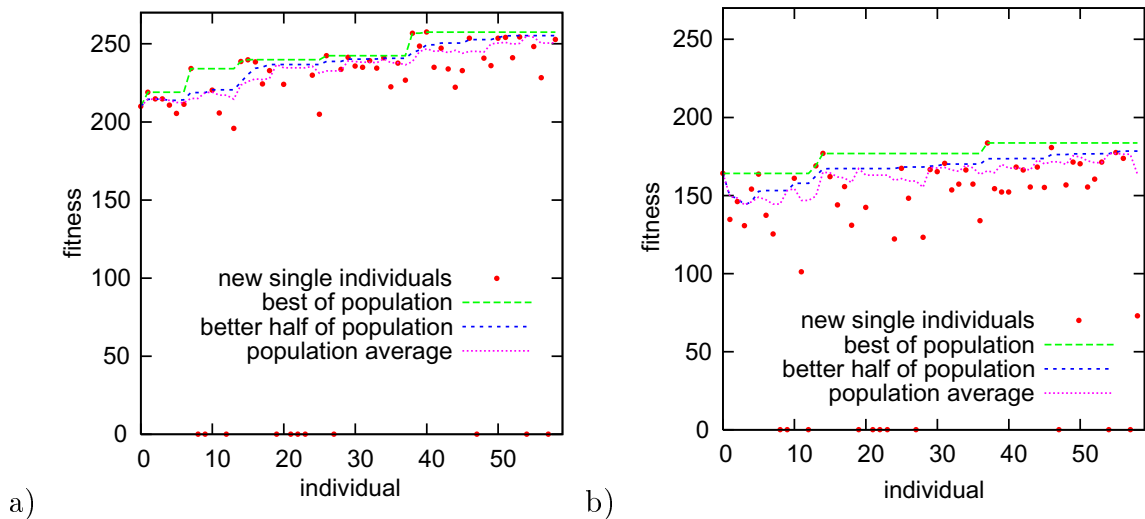 250
200
150
100
50
0
fitness
new single individuals
best of population
better half of population
population average
0 10 20 30 40 50
individual
a)
250
200
150
100
50
0
fitness
new single individuals
best of population
better half of population
population average
0 10 20 30 40 50
individual
b)